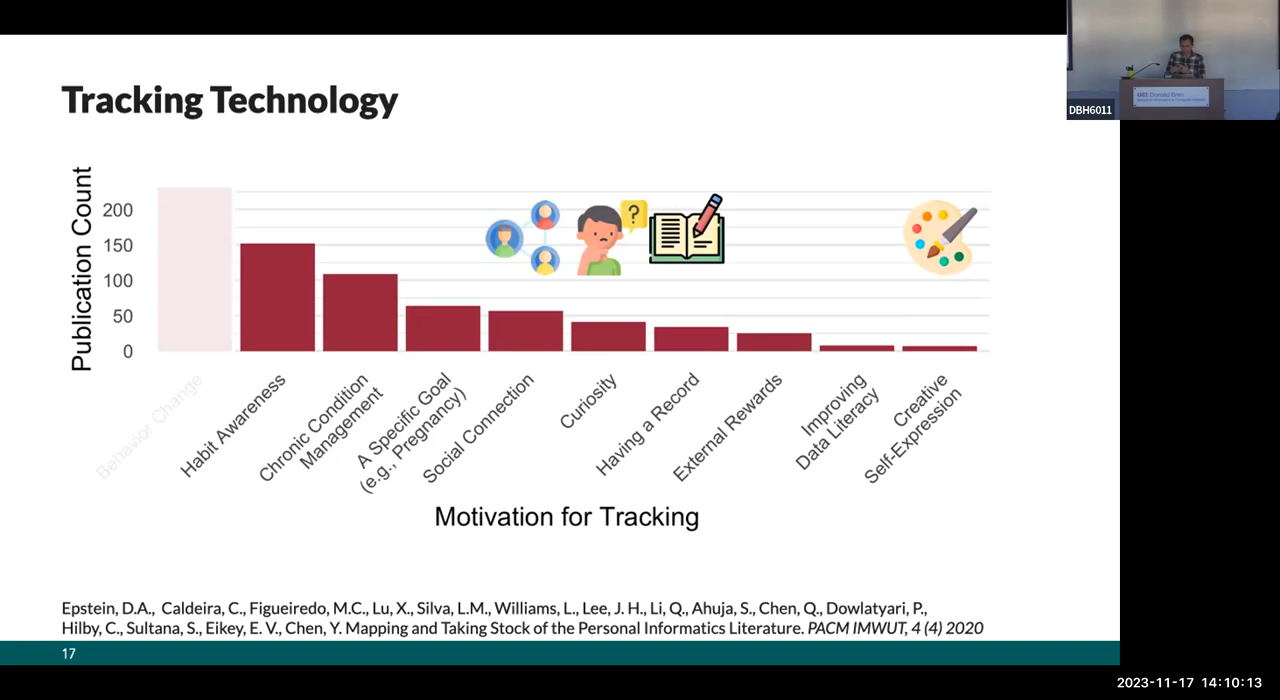 Tracking Technology
Publication Count
200
150
100
50
0
?
Behavior Change
Habit Awareness
Chronic Condition
Management
A Specific Goal
(e.g., Pregnancy)
Social Connection
Curiosity
Having a Record
External Rewards
Improving
Data Literacy
Creative
Self-Expression
Motivation for Tracking
Epstein, D.A., Caldeira, C., Figueiredo, M.C., Lu, X., Silva, L.M., Williams, L., Lee, J. H., Li, Q., Ahuja, S., Chen, Q., Dowlatyari, P.,
Hilby, C., Sultana, S., Eikey, E. V., Chen, Y. Mapping and Taking Stock of the Personal Informatics Literature. PACM IMWUT, 4 (4) 2020
17
UCI Donald Bren
DBH6011
2023-11-17 14:10:13